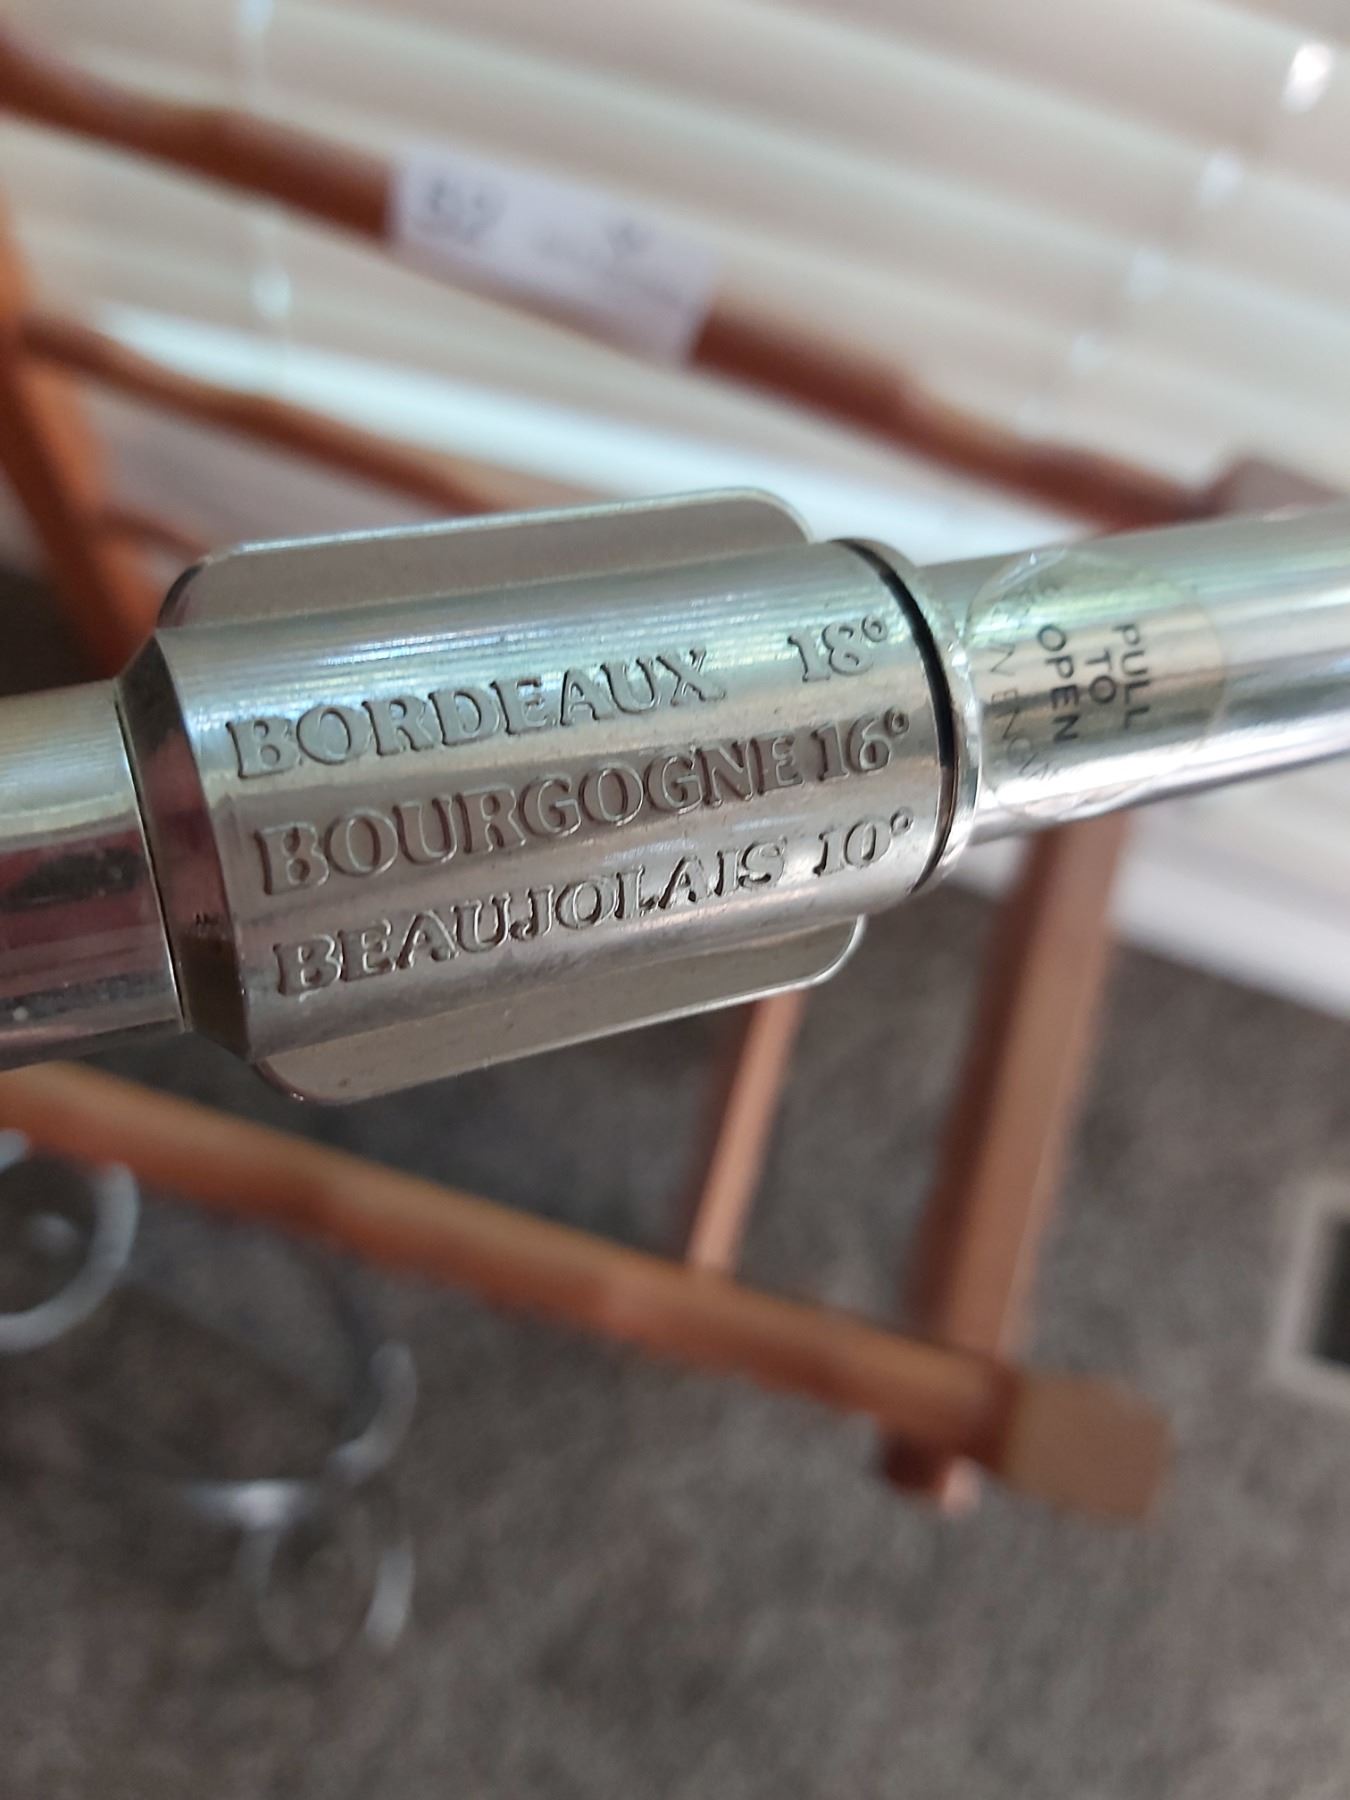 BORDEAUX 18°
BOURGOGNE 16°
BEAUJOLAIS 10°
PULL
TO
OPEN